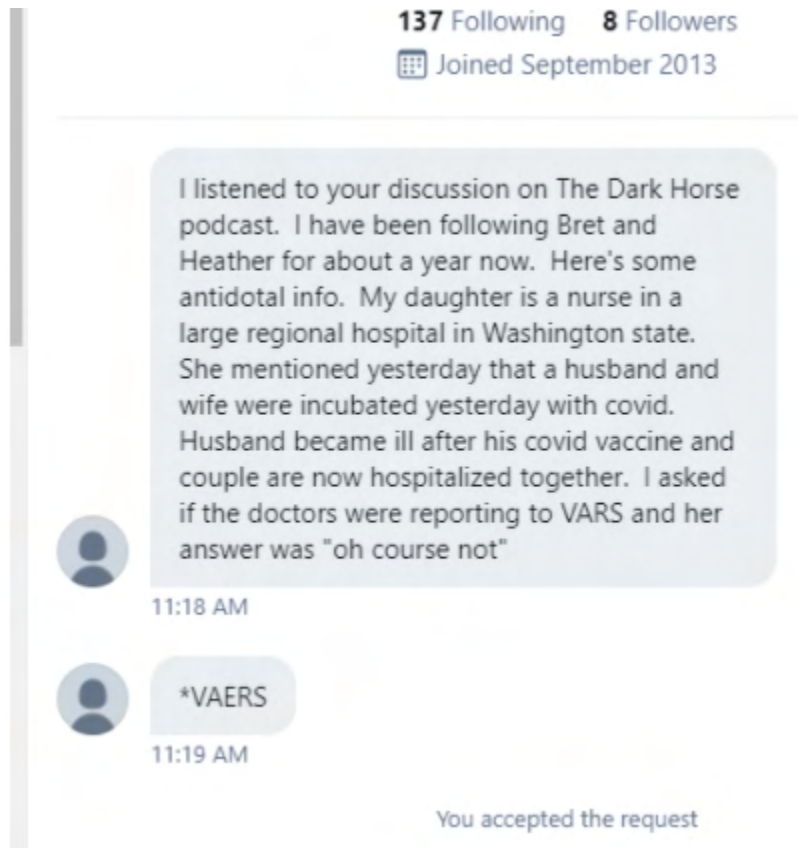 137 Following 8 Followers
Joined September 2013
I listened to your discussion on The Dark Horse
podcast. I have been following Bret and
Heather for about a year now. Here's some
antidotal info. My daughter is a nurse in a
large regional hospital in Washington state.
She mentioned yesterday that a husband and
wife were incubated yesterday with covid.
Husband became ill after his covid vaccine and
couple are now hospitalized together. I asked
if the doctors were reporting to VARS and her
answer was "oh course not"
11:18 AM
*VAERS
11:19 AM
You accepted the request